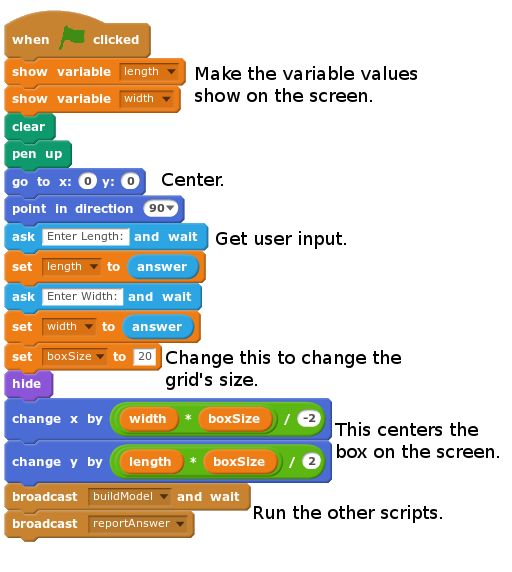 when clicked
show variable length
Make the variable values
show on the screen.
show variable width
clear
pen up
go to x: 0 y: 0
Center.
point in direction 90
ask Enter Length: and wait
Get user input.
set length to answer
ask Enter Width: and wait
set width to answer
set boxSize to 20
Change this to change the
grid's size.
hide
change x by width * boxSize / -2
This centers the
box on the screen.
change y by length * boxSize / 2
broadcast buildModel and wait
Run the other scripts.
broadcast reportAnswer